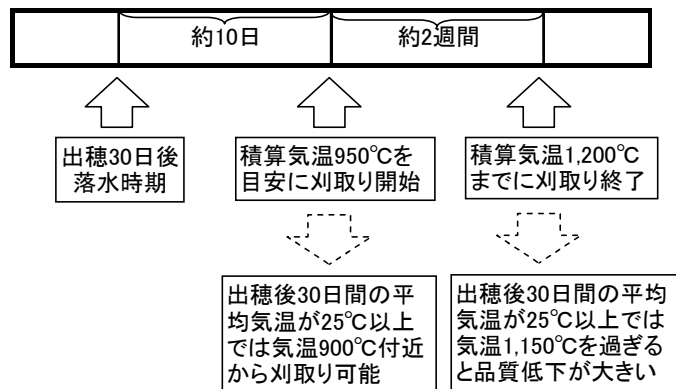 約10日
約2週間
出穂30日後
落水時期
積算気温950℃を
目安に刈取り開始
積算気温1,200℃
までに刈取り終了
出穂後30日間の平
均気温が25℃以上
では気温900℃付近
から刈取り可能
出穂後30日間の平均
気温が25℃以上では
気温1,150℃を過ぎる
と品質低下が大きい